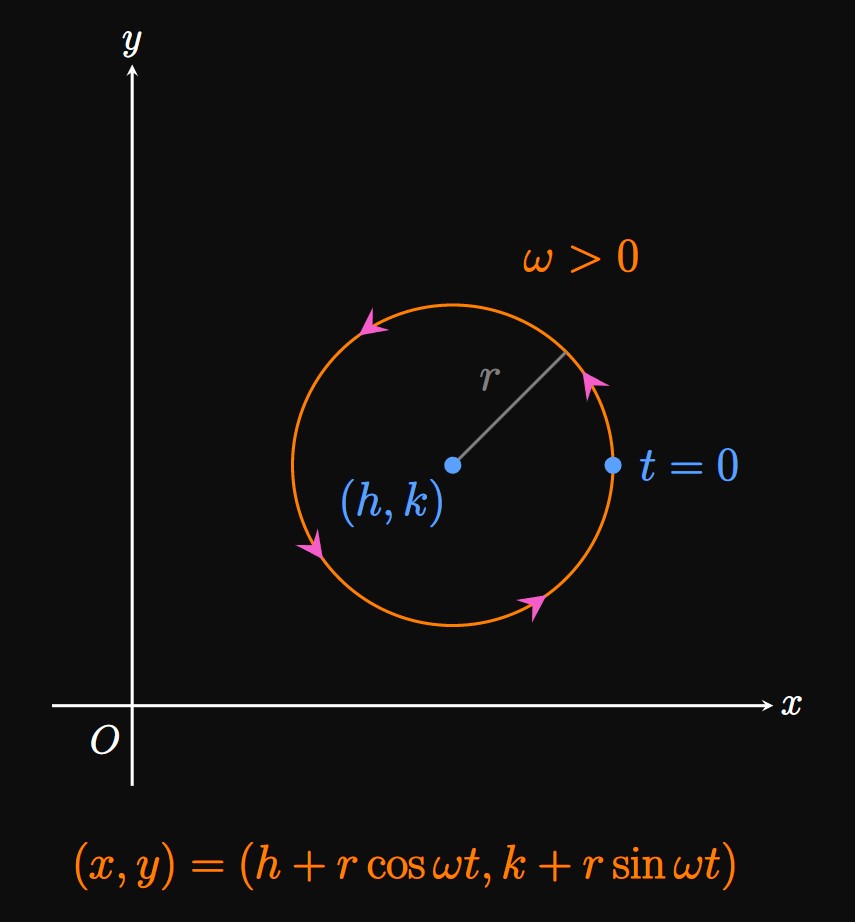 y
ω > 0
r
(h, k)
t = 0
x
O
(x, y) = (h + r cos ωt, k + r sin ωt)